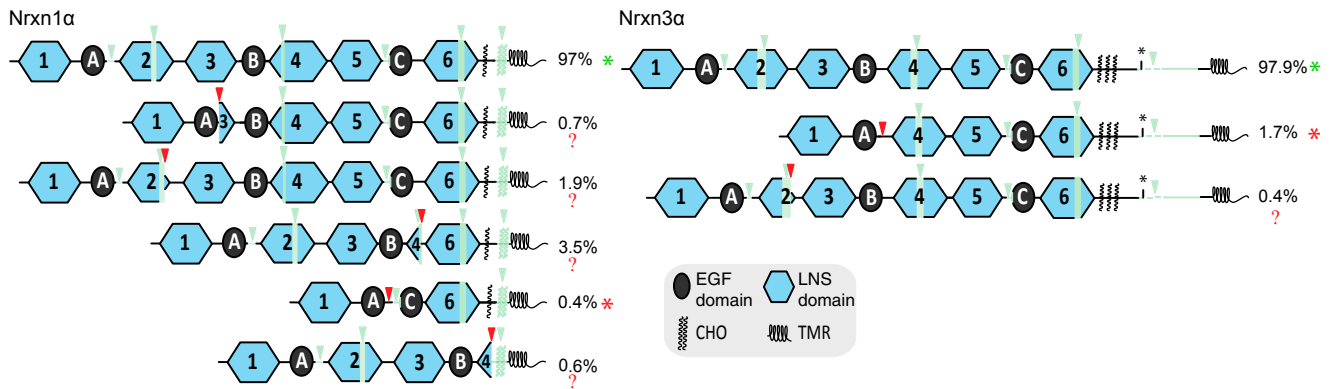 Nrxn1α
1 A 2 3 B 4 5 C 6 97% *
1 A 3 B 4 5 C 6 0.7%
?
1 A 2 3 B 4 5 C 6 1.9%
?
1 A 2 3 B 4 6 3.5%
?
1 A C 6 0.4% *
1 A 2 3 B 4 0.6%
?
Nrxn3α
*
1 A 2 3 B 4 5 C 6 97.9% *
*
1 A 4 5 C 6 1.7% *
*
1 A 2 3 B 4 5 C 6 0.4%
?
EGF
domain
LNS
domain
CHO
TMR